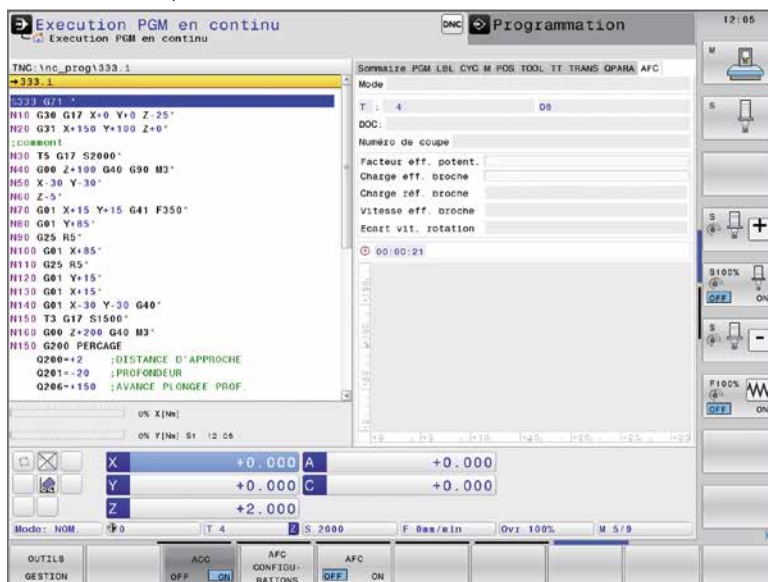 Execution PGM en continu
Execution PGM en continu
DNC
Programmation
12:05
TNC:\nc_prog\333.i
→333.i
%333 G71 *
N10 G30 G17 X+0 Y+0 Z-25*
N20 G31 X+150 Y+100 Z+0*
;comment
N30 T5 G17 S2000*
N40 G00 Z+100 G40 G90 M3*
N50 X-30 Y-30*
N60 Z-5*
N70 G01 X+15 Y+15 G41 F350*
N80 G01 Y+85*
N90 G25 R5*
N100 G01 X+85*
N110 G25 R5*
N120 G01 Y+15*
N130 G01 X+15*
N140 G01 X-30 Y-30 G40*
N150 T3 G17 S1500*
N160 G00 Z+200 G40 M3*
N150 G200 PERCAGE
Q200=+2 ;DISTANCE D'APPROCHE
Q201=-20 ;PROFONDEUR
Q206=+150 ;AVANCE PLONGEE PROF.
0% X[Nm]
0% Y[Nm] S1 12:05
Sommaire PGM LBL CYC M POS TOOL TT TRANS QPARA AFC
Mode
T : 4 D8
DOC:
Numéro de coupe
Facteur eff. potent.
Charge eff. broche
Charge réf. broche
Vitesse eff. broche
Ecart vit. rotation
00:00:21
X +0.000 A +0.000
Y +0.000 C +0.000
Z +2.000
Mode: NOM. 0 T 4 Z S 2000 F 0mm/min Ovr 100% M 5/9
OUTILS
GESTION
ACC
OFF ON
AFC
CONFIGU-
RATIONS
AFC
OFF ON
M
S
S
+
S100%
OFF ON
S
-
F100%
OFF ON